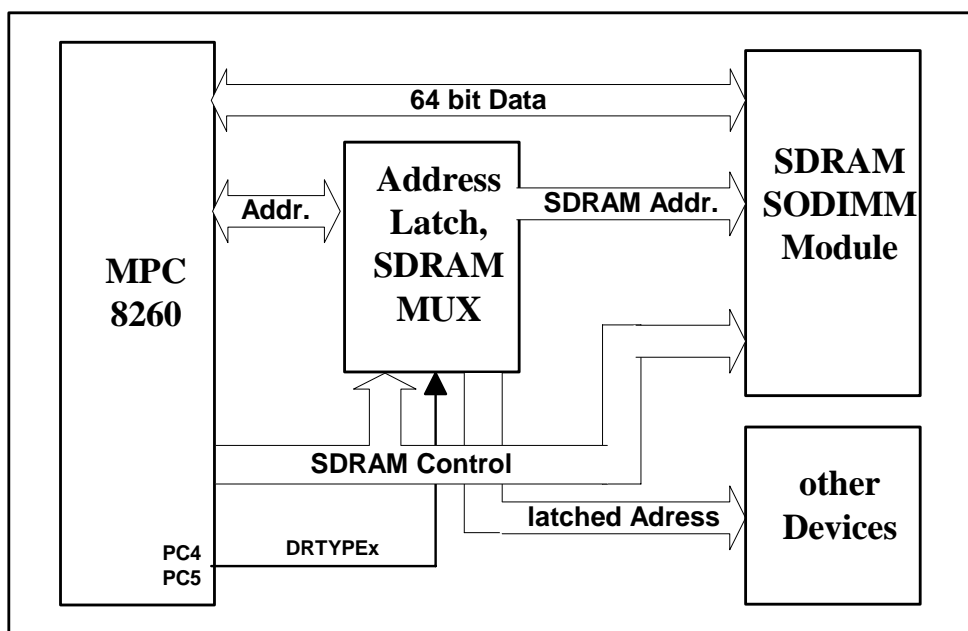 64 bit Data
Address
Latch,
SDRAM
MUX
SDRAM
SODIMM
Module
Addr.
SDRAM Addr.
MPC
8260
SDRAM Control
other
Devices
latched Adress
PC4
PC5
DRTYPEx